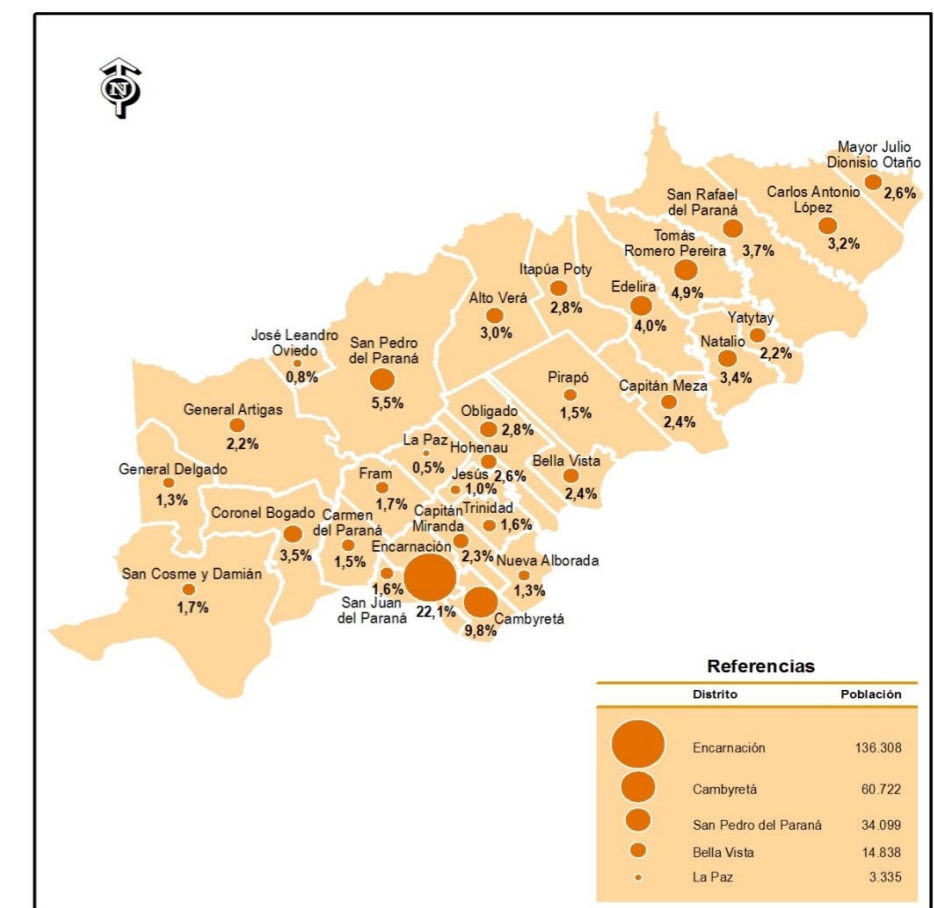 N
Mayor Julio
Dionisio Otaño
2,6%
San Rafael
del Paraná
3,7%
Carlos Antonio
López
3,2%
Tomás
Romero Pereira
4,9%
Itapúa Poty
2,8%
Edelira
4,0%
Alto Verá
3,0%
Yatytay
2,2%
Natalio
3,4%
José Leandro
Oviedo
0,8%
San Pedro
del Paraná
5,5%
Pirapó
1,5%
Capitán Meza
2,4%
General Artigas
2,2%
Obligado
2,8%
La Paz
0,5%
Hohenau
2,6%
Bella Vista
2,4%
General Delgado
1,3%
Fram
1,7%
Jesús
1,0%
Coronel Bogado
3,5%
Carmen
del Paraná
1,5%
Capitán
Miranda
2,3%
Trinidad
1,6%
Encarnación
22,1%
Nueva Alborada
1,3%
San Cosme y Damián
1,7%
1,6%
San Juan
del Paraná
Cambyretá
9,8%
Referencias
Distrito Población
Encarnación 136.308
Cambyretá 60.722
San Pedro del Paraná 34.099
Bella Vista 14.838
La Paz 3.335